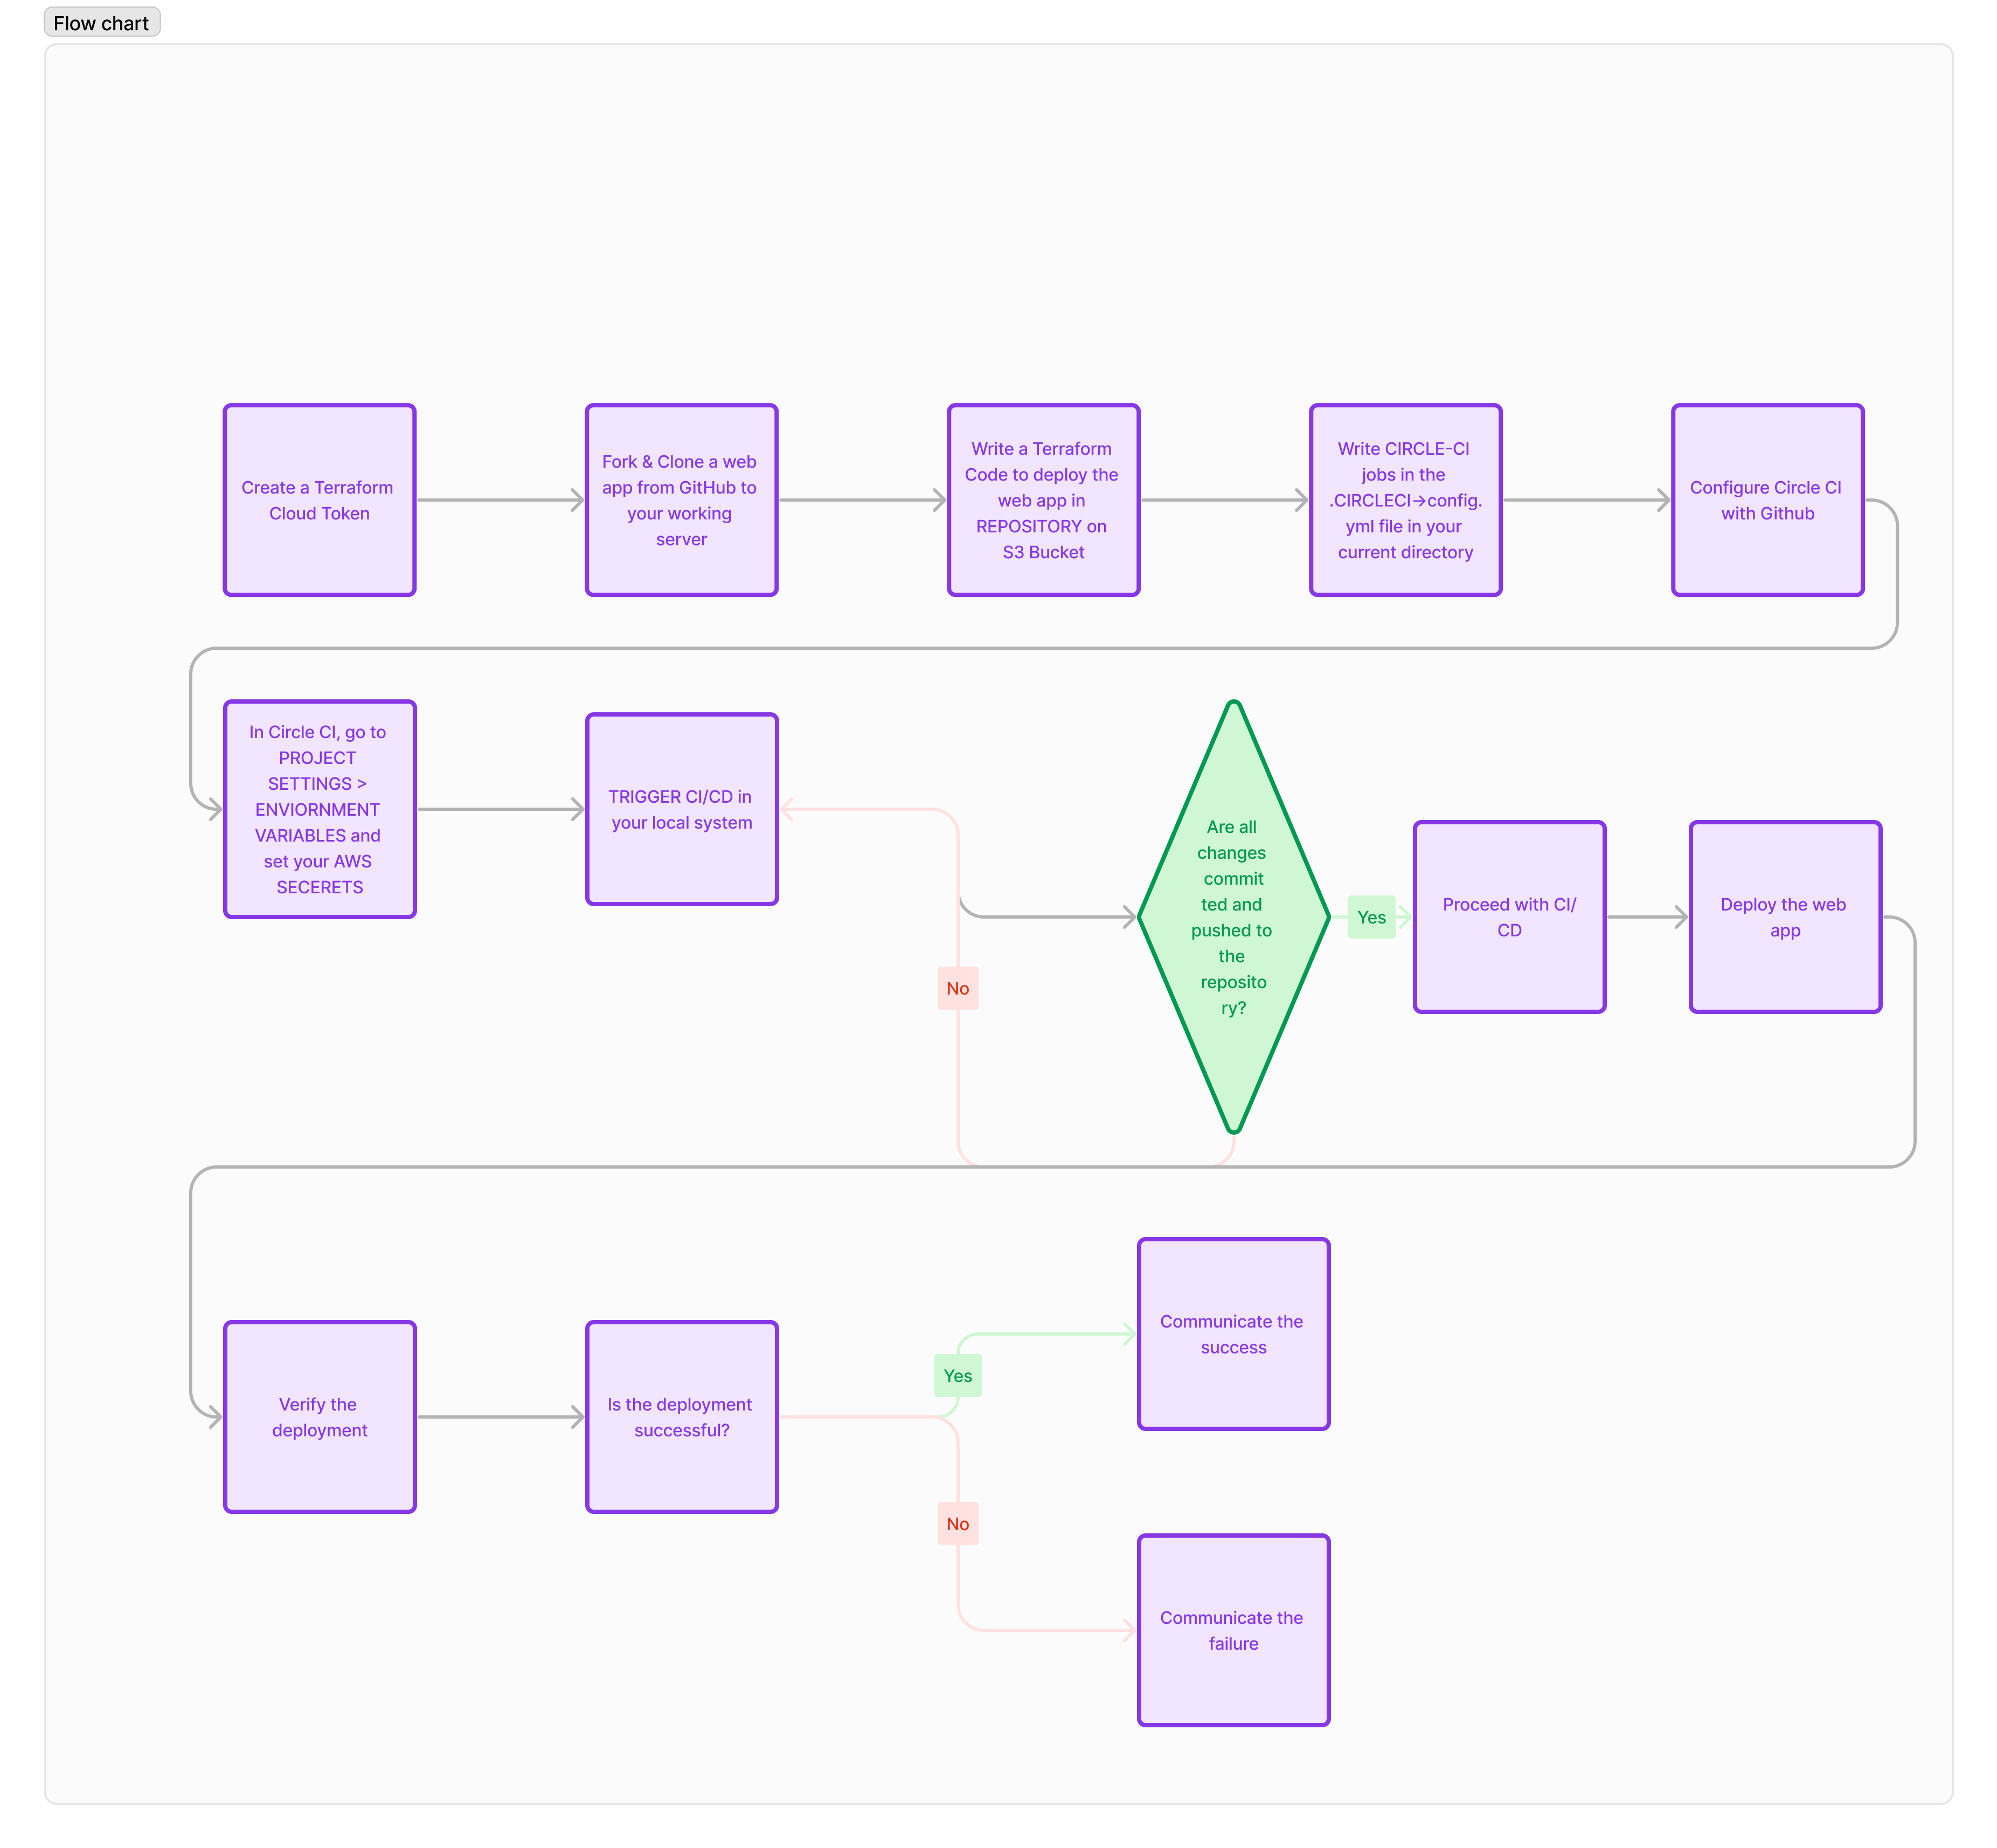 Flow chart
Create a Terraform
Cloud Token
Fork & Clone a web
app from GitHub to
your working
server
Write a Terraform
Code to deploy the
web app in
REPOSITORY on
S3 Bucket
Write CIRCLE-CI
jobs in the
.CIRCLECI→config.
yml file in your
current directory
Configure Circle CI
with Github
In Circle CI, go to
PROJECT
SETTINGS >
ENVIORNMENT
VARIABLES and
set your AWS
SECERETS
TRIGGER CI/CD in
your local system
No
Are all
changes
commit
ted and
pushed to
the
reposito
ry?
Yes
Proceed with CI/
CD
Deploy the web
app
Verify the
deployment
Is the deployment
successful?
Yes
Communicate the
success
No
Communicate the
failure